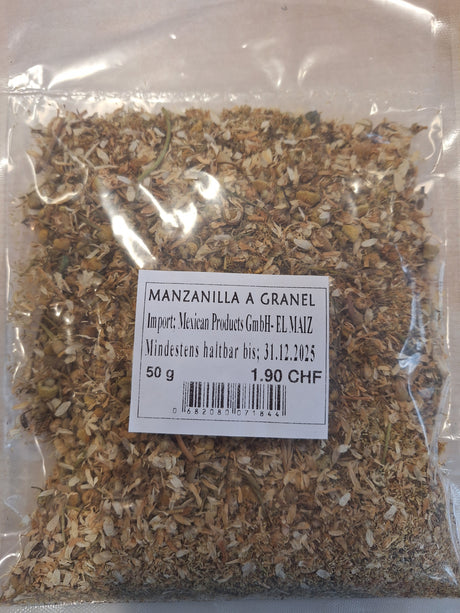 MANZANILLA A GRANEL
Import; Mexican Products GmbH- EL MAIZ
Mindestens haltbar bis; 31.12.2025
50 g 1.90 CHF
0 682080 071844